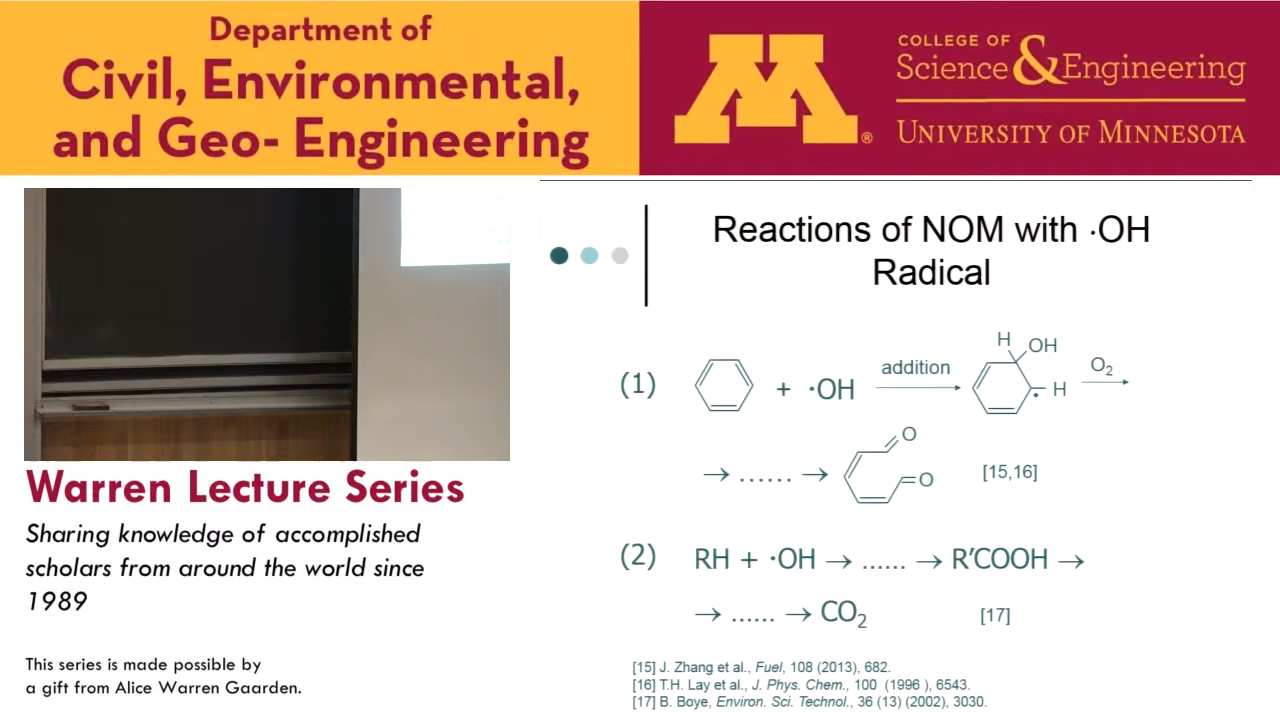 Department of
Civil, Environmental,
and Geo- Engineering
M®
COLLEGE OF
Science & Engineering
UNIVERSITY OF MINNESOTA
Warren Lecture Series
Sharing knowledge of accomplished
scholars from around the world since
1989
This series is made possible by
a gift from Alice Warren Gaarden.
Reactions of NOM with ·OH
Radical
(1) + ·OH addition H OH H O₂
→ ...... → O O [15,16]
(2) RH + ·OH → ...... → R′COOH →
→ ...... → CO₂ [17]
[15] J. Zhang et al., Fuel, 108 (2013), 682.
[16] T.H. Lay et al., J. Phys. Chem., 100 (1996 ), 6543.
[17] B. Boye, Environ. Sci. Technol., 36 (13) (2002), 3030.